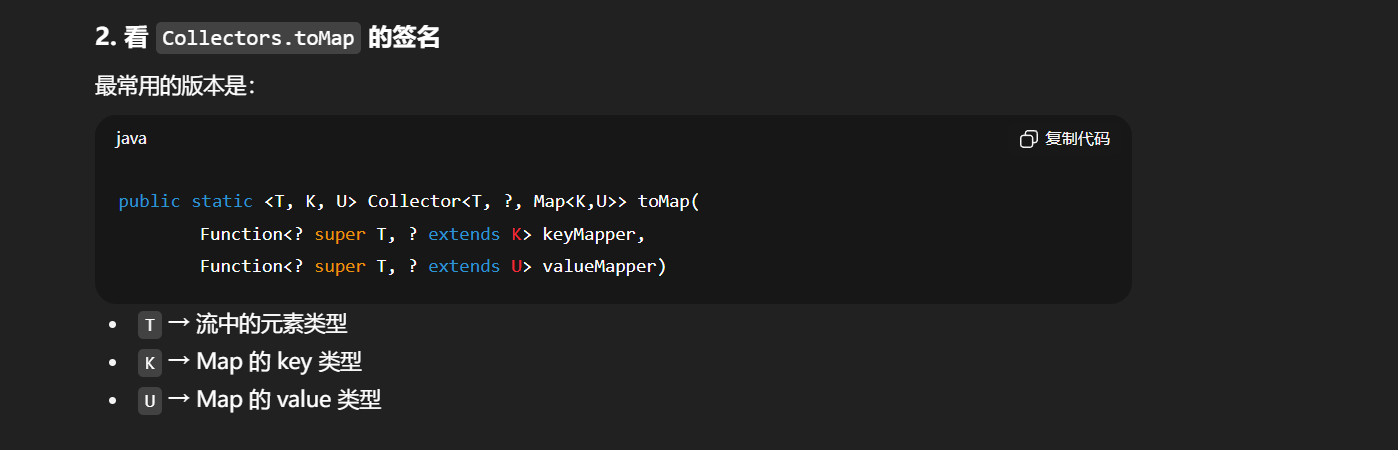 2. 看 Collectors.toMap 的签名
最常用的版本是：
java
复制代码
public static <T, K, U> Collector<T, ?, Map<K,U>> toMap(
Function<? super T, ? extends K> keyMapper,
Function<? super T, ? extends U> valueMapper)
• T → 流中的元素类型
• K → Map 的 key 类型
• U → Map 的 value 类型